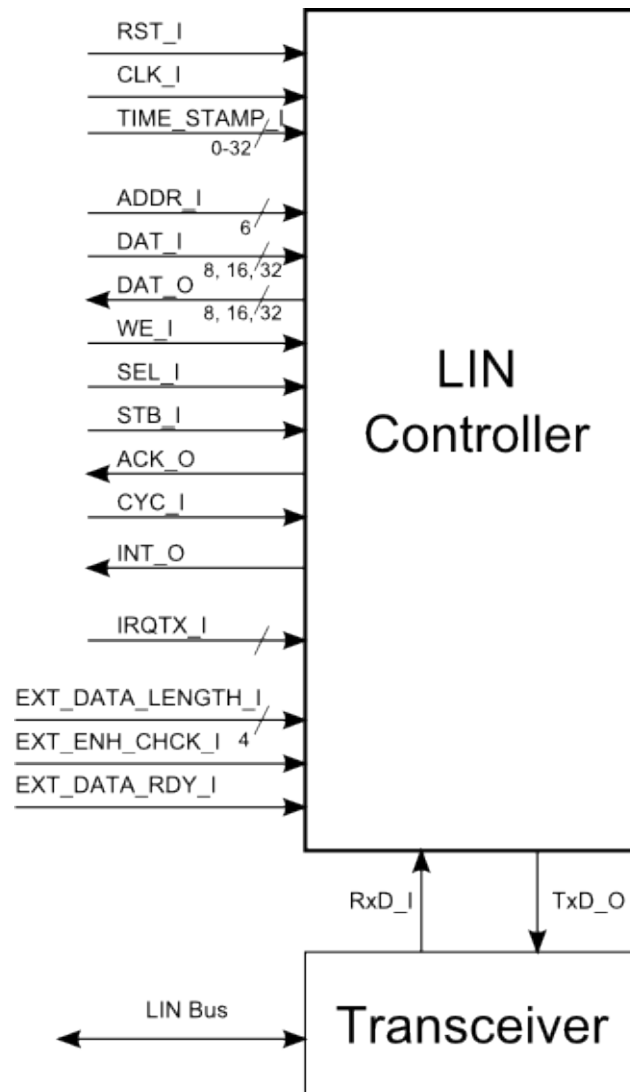 RST_I
CLK_I
TIME_STAMP_I
0-32
ADDR_I
6
DAT_I
8, 16, 32
DAT_O
8, 16, 32
WE_I
SEL_I
STB_I
ACK_O
CYC_I
INT_O
IRQTX_I
EXT_DATA_LENGTH_I
4
EXT_ENH_CHCK_I
EXT_DATA_RDY_I
LIN
Controller
RxD_I
TxD_O
LIN Bus
Transceiver